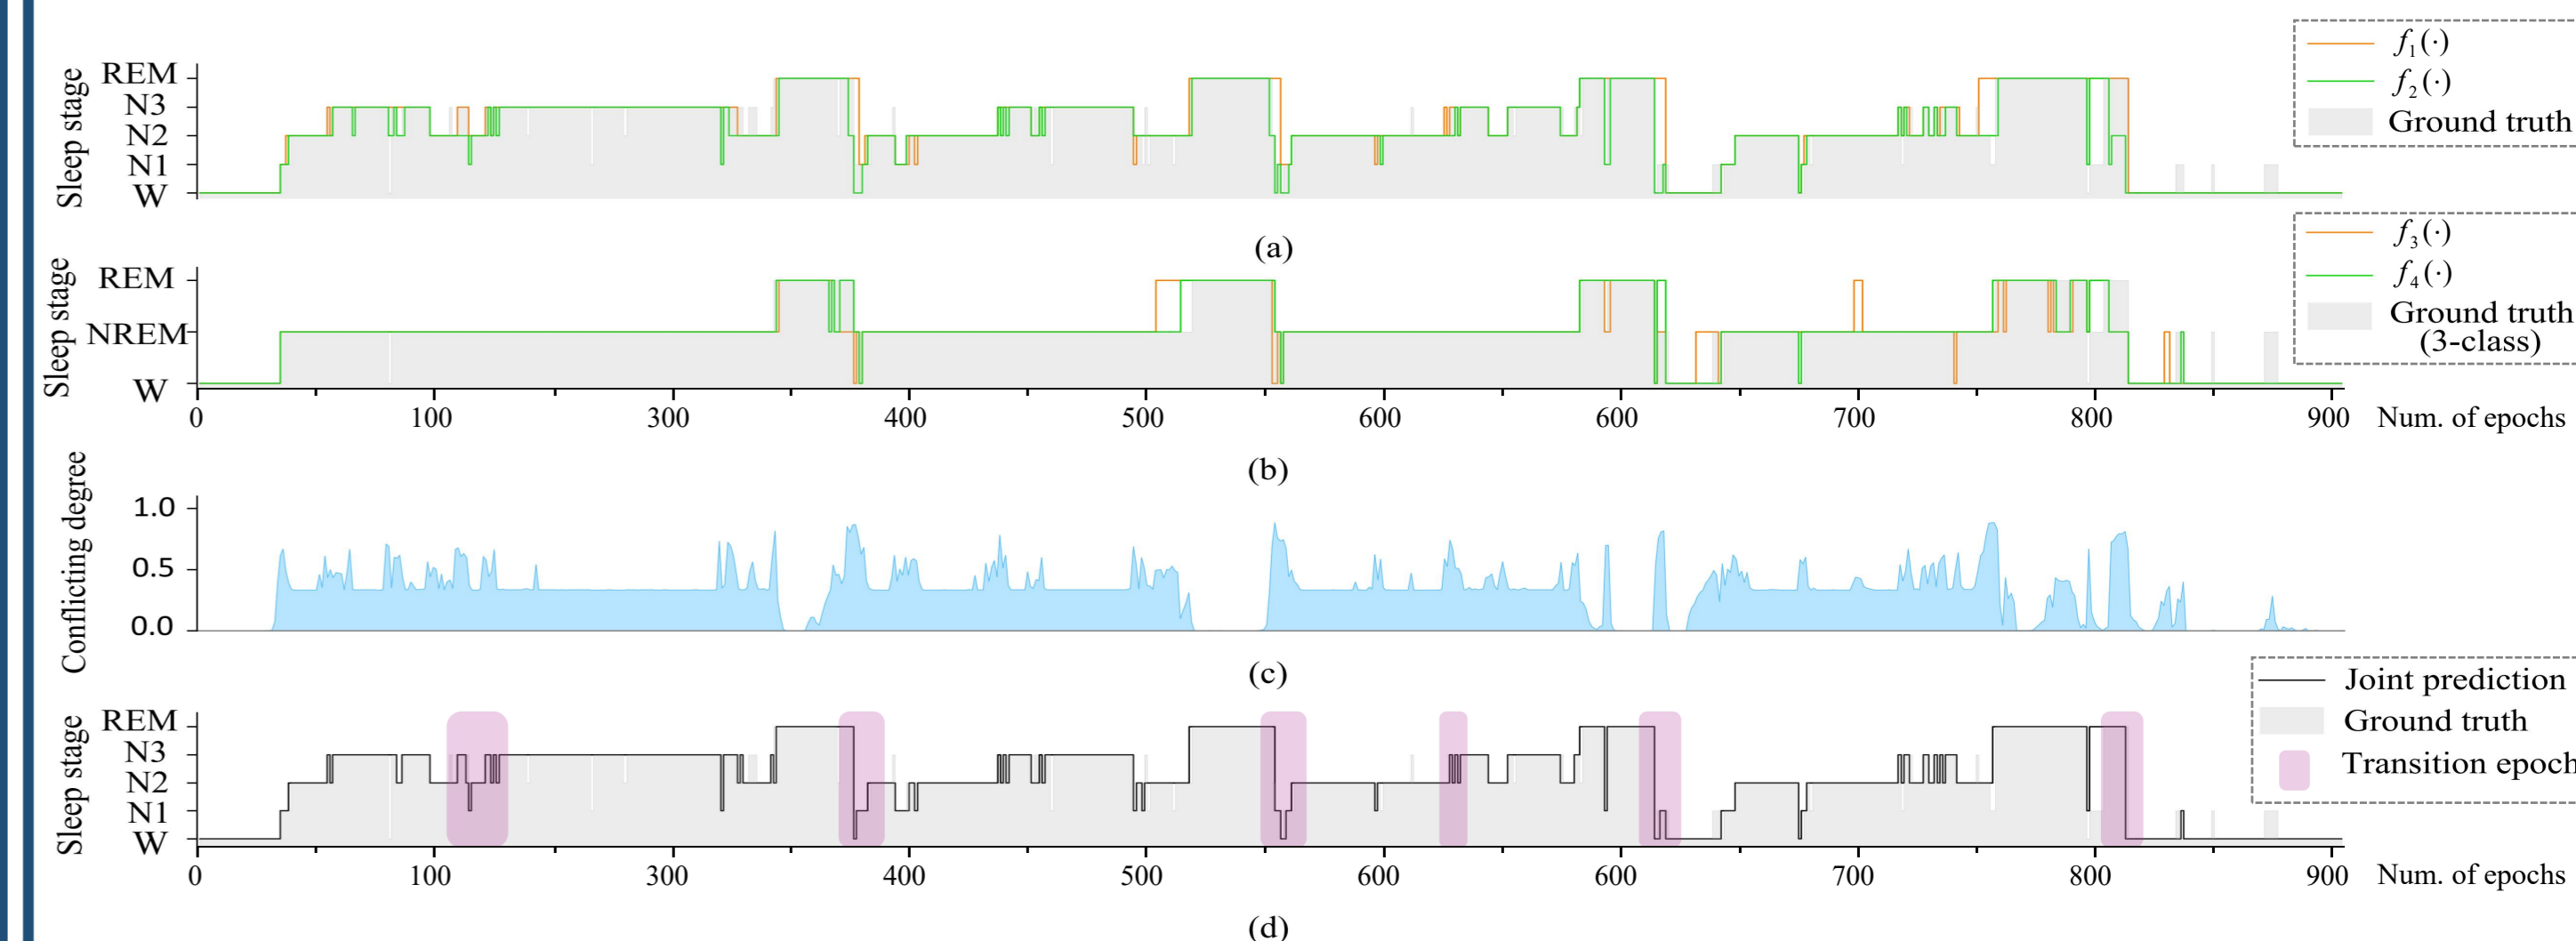 REM
N3
N2
N1
W
Sleep stage
f₁(·)
f₂(·)
Ground truth
(a)
REM
NREM
W
Sleep stage
f₃(·)
f₄(·)
Ground truth
(3-class)
0 100 300 400 500 600 600 700 800 900 Num. of epochs
(b)
1.0
0.5
0.0
Conflicting degree
(c)
REM
N3
N2
N1
W
Sleep stage
Joint prediction
Ground truth
Transition epoch
0 100 300 400 500 600 600 700 800 900 Num. of epochs
(d)